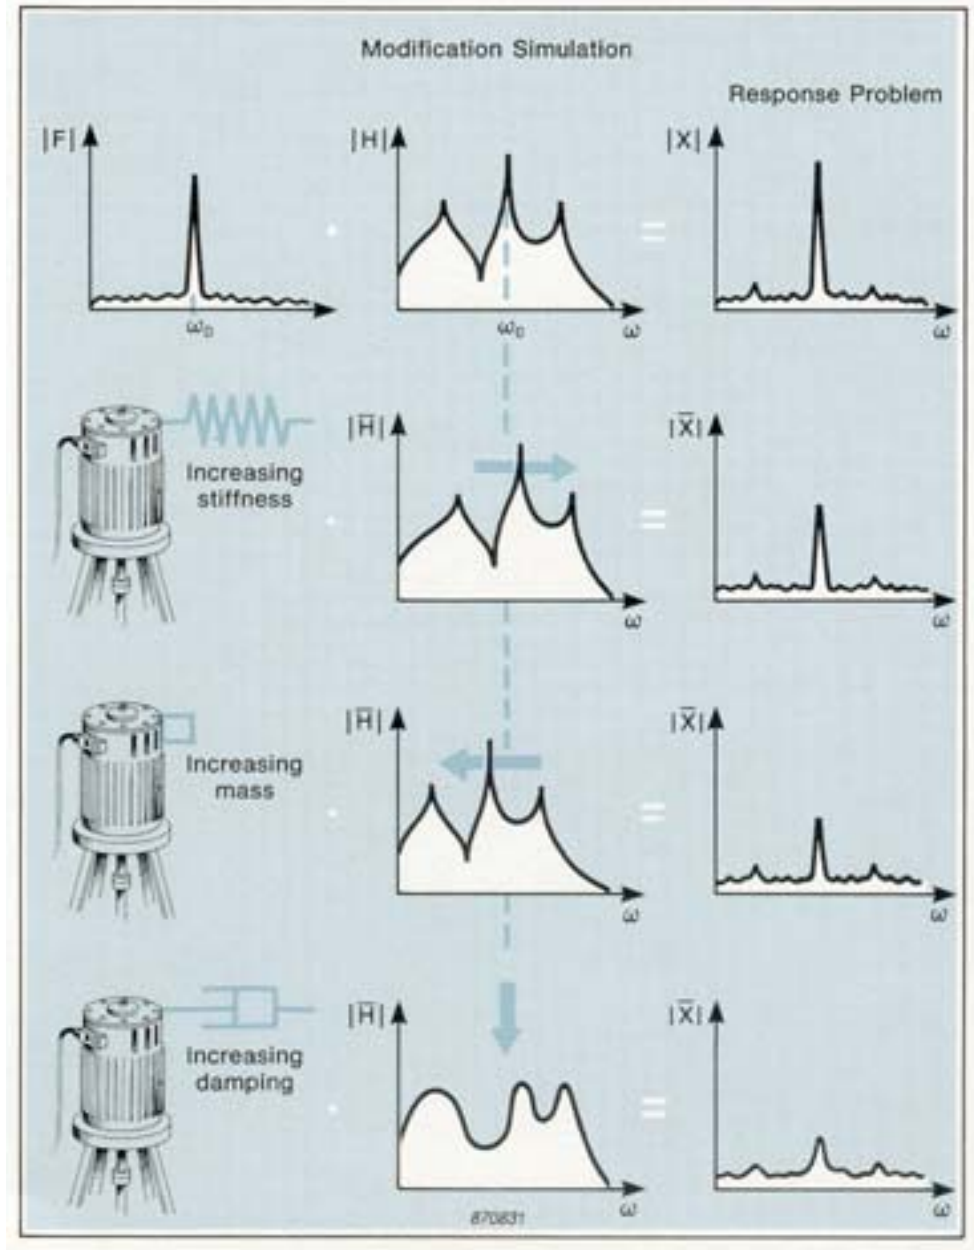 Modification Simulation
Response Problem
|F|
|H|
|X|
=
ω₀
ω₀
ω
ω
Increasing
stiffness
|H̅|
=
|X̅|
ω
ω
Increasing
mass
|H̅|
=
|X̅|
ω
ω
Increasing
damping
|H̅|
=
|X̅|
ω
ω
870831